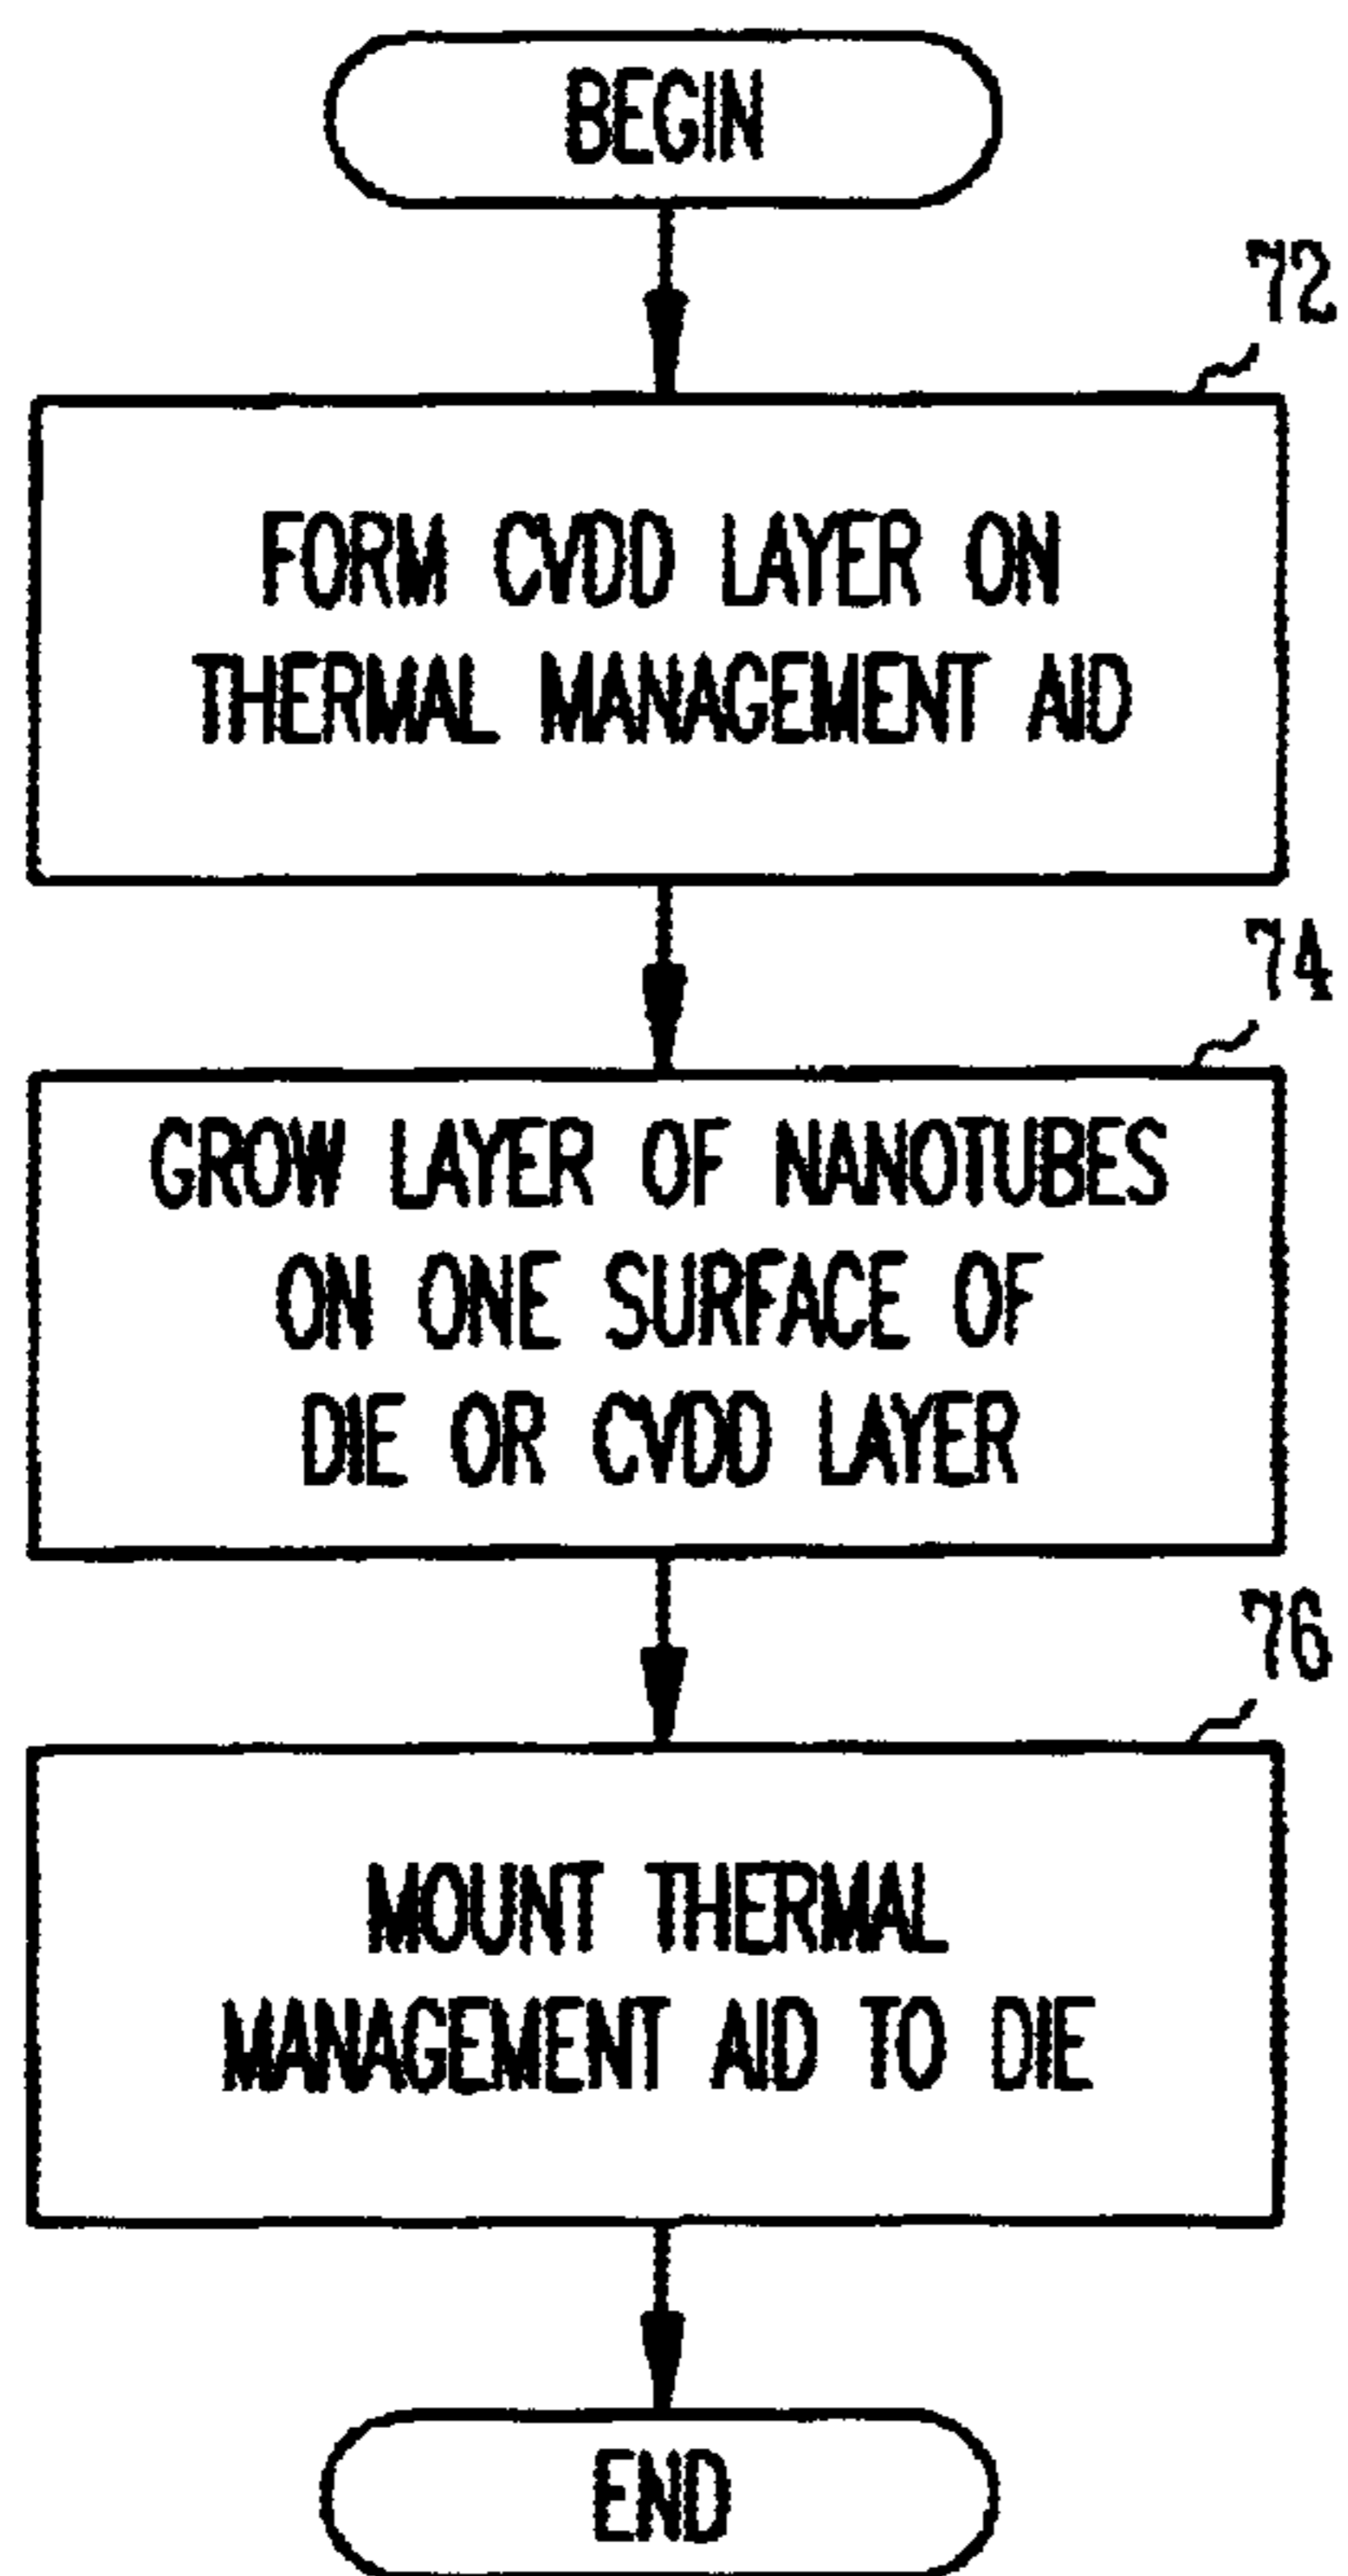 BEGIN
72
FORM CVDD LAYER ON
THERMAL MANAGEMENT AID
74
GROW LAYER OF NANOTUBES
ON ONE SURFACE OF
DIE OR CVDD LAYER
76
MOUNT THERMAL
MANAGEMENT AID TO DIE
END